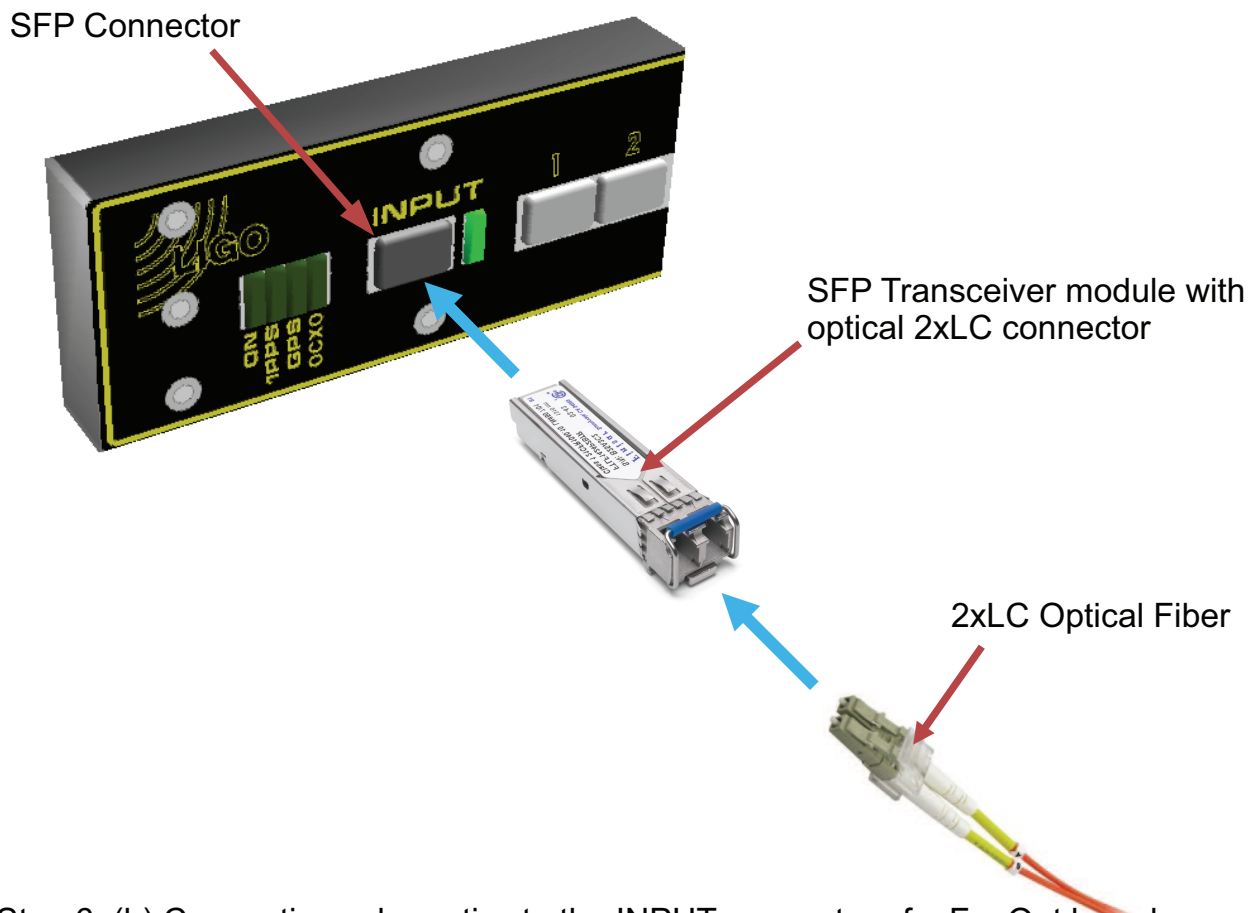 SFP Connector
INPUT
1
2
LIGO
ON
1PPS
GPS
OCXO
SFP Transceiver module with
optical 2xLC connector
Finisar
2xLC Optical Fiber